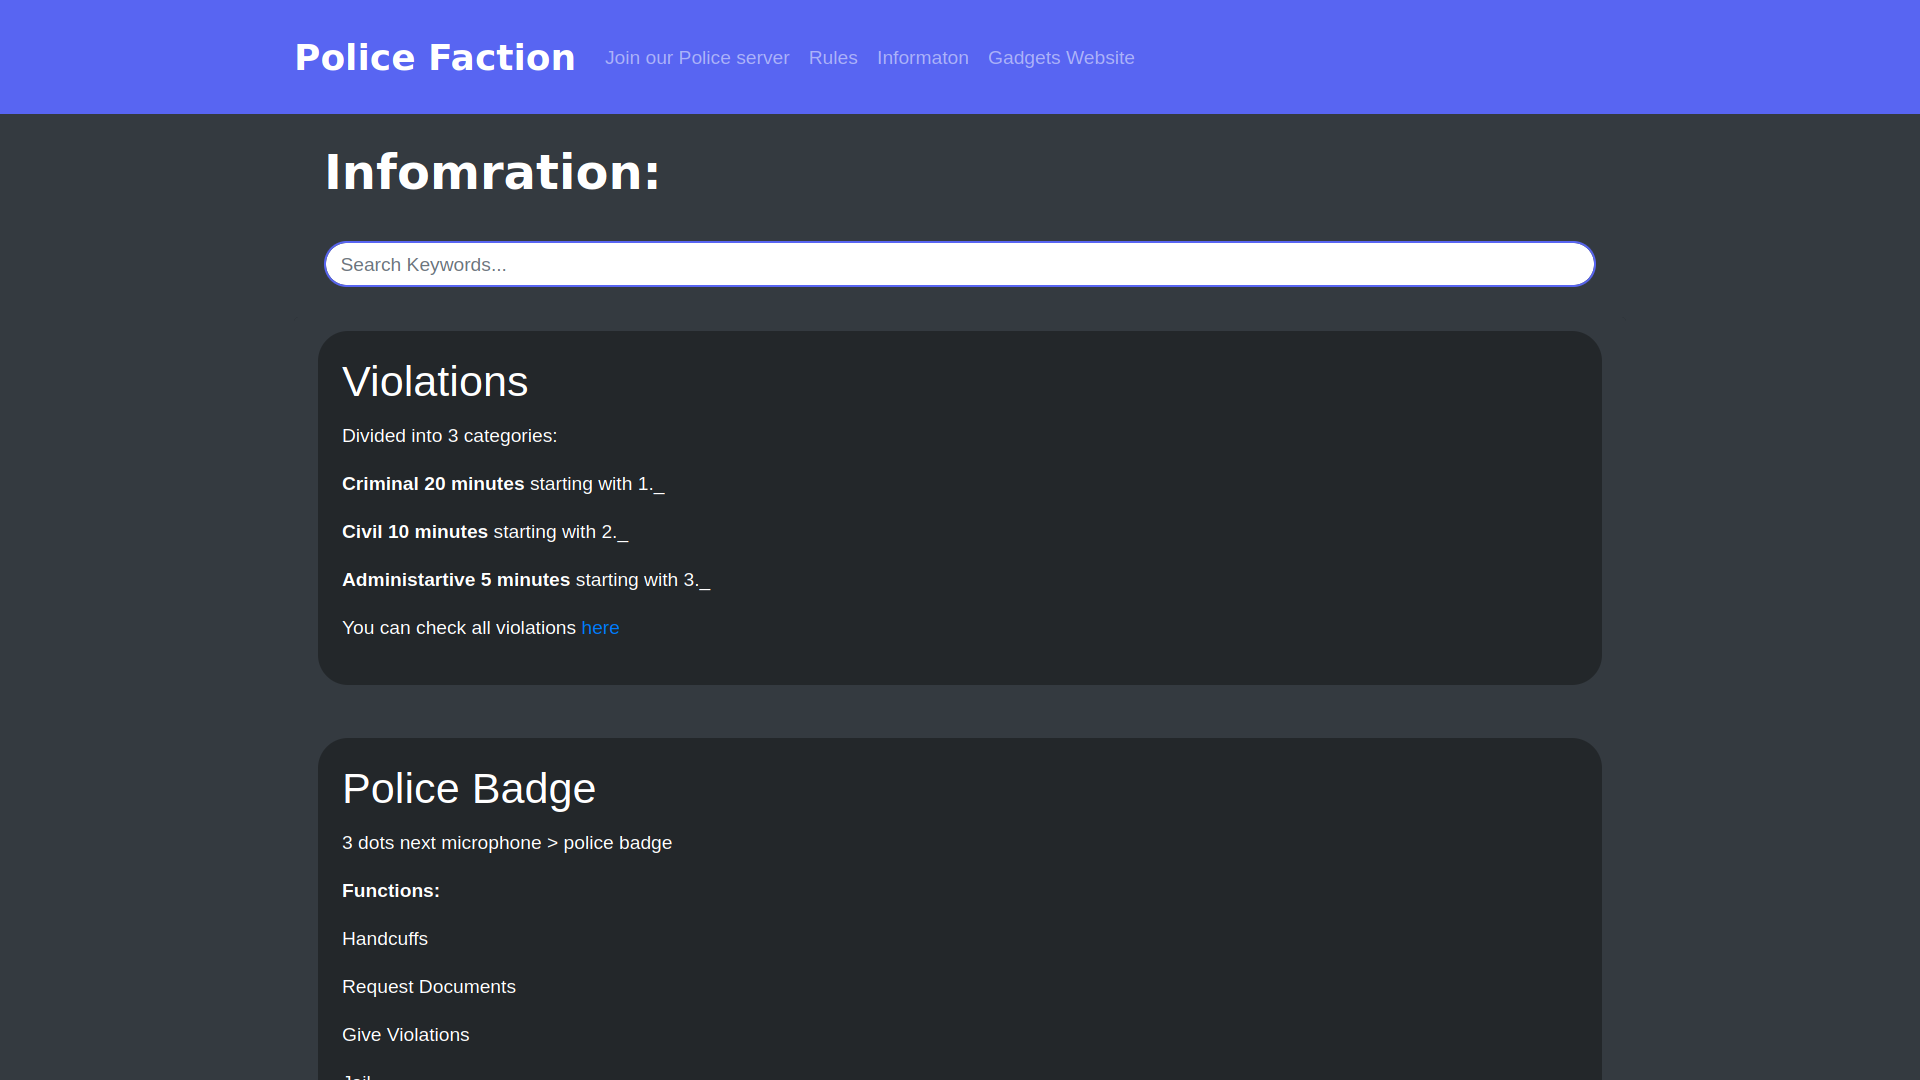 Police Faction Join our Police server Rules Informaton Gadgets Website
Infomration:
Search Keywords...
Violations
Divided into 3 categories:
Criminal 20 minutes starting with 1._
Civil 10 minutes starting with 2._
Administartive 5 minutes starting with 3._
You can check all violations here
Police Badge
3 dots next microphone > police badge
Functions:
Handcuffs
Request Documents
Give Violations
Jail